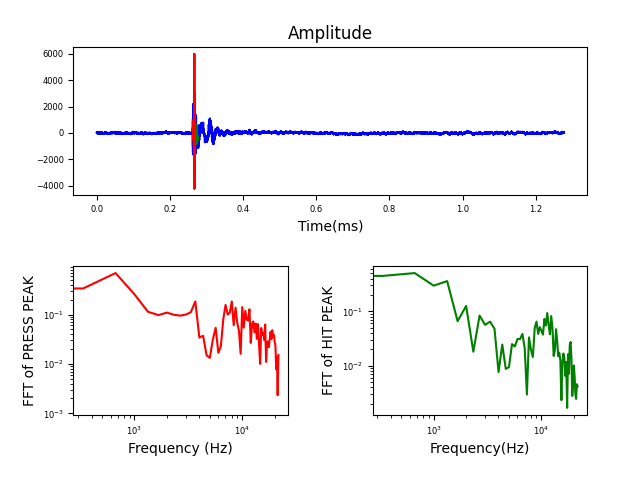 Amplitude
6000
4000
2000
0
−2000
−4000
0.0 0.2 0.4 0.6 0.8 1.0 1.2
Time(ms)
FFT of PRESS PEAK
10⁻¹
10⁻²
10⁻³
10³ 10⁴
Frequency (Hz)
FFT of HIT PEAK
10⁻¹
10⁻²
10³ 10⁴
Frequency(Hz)